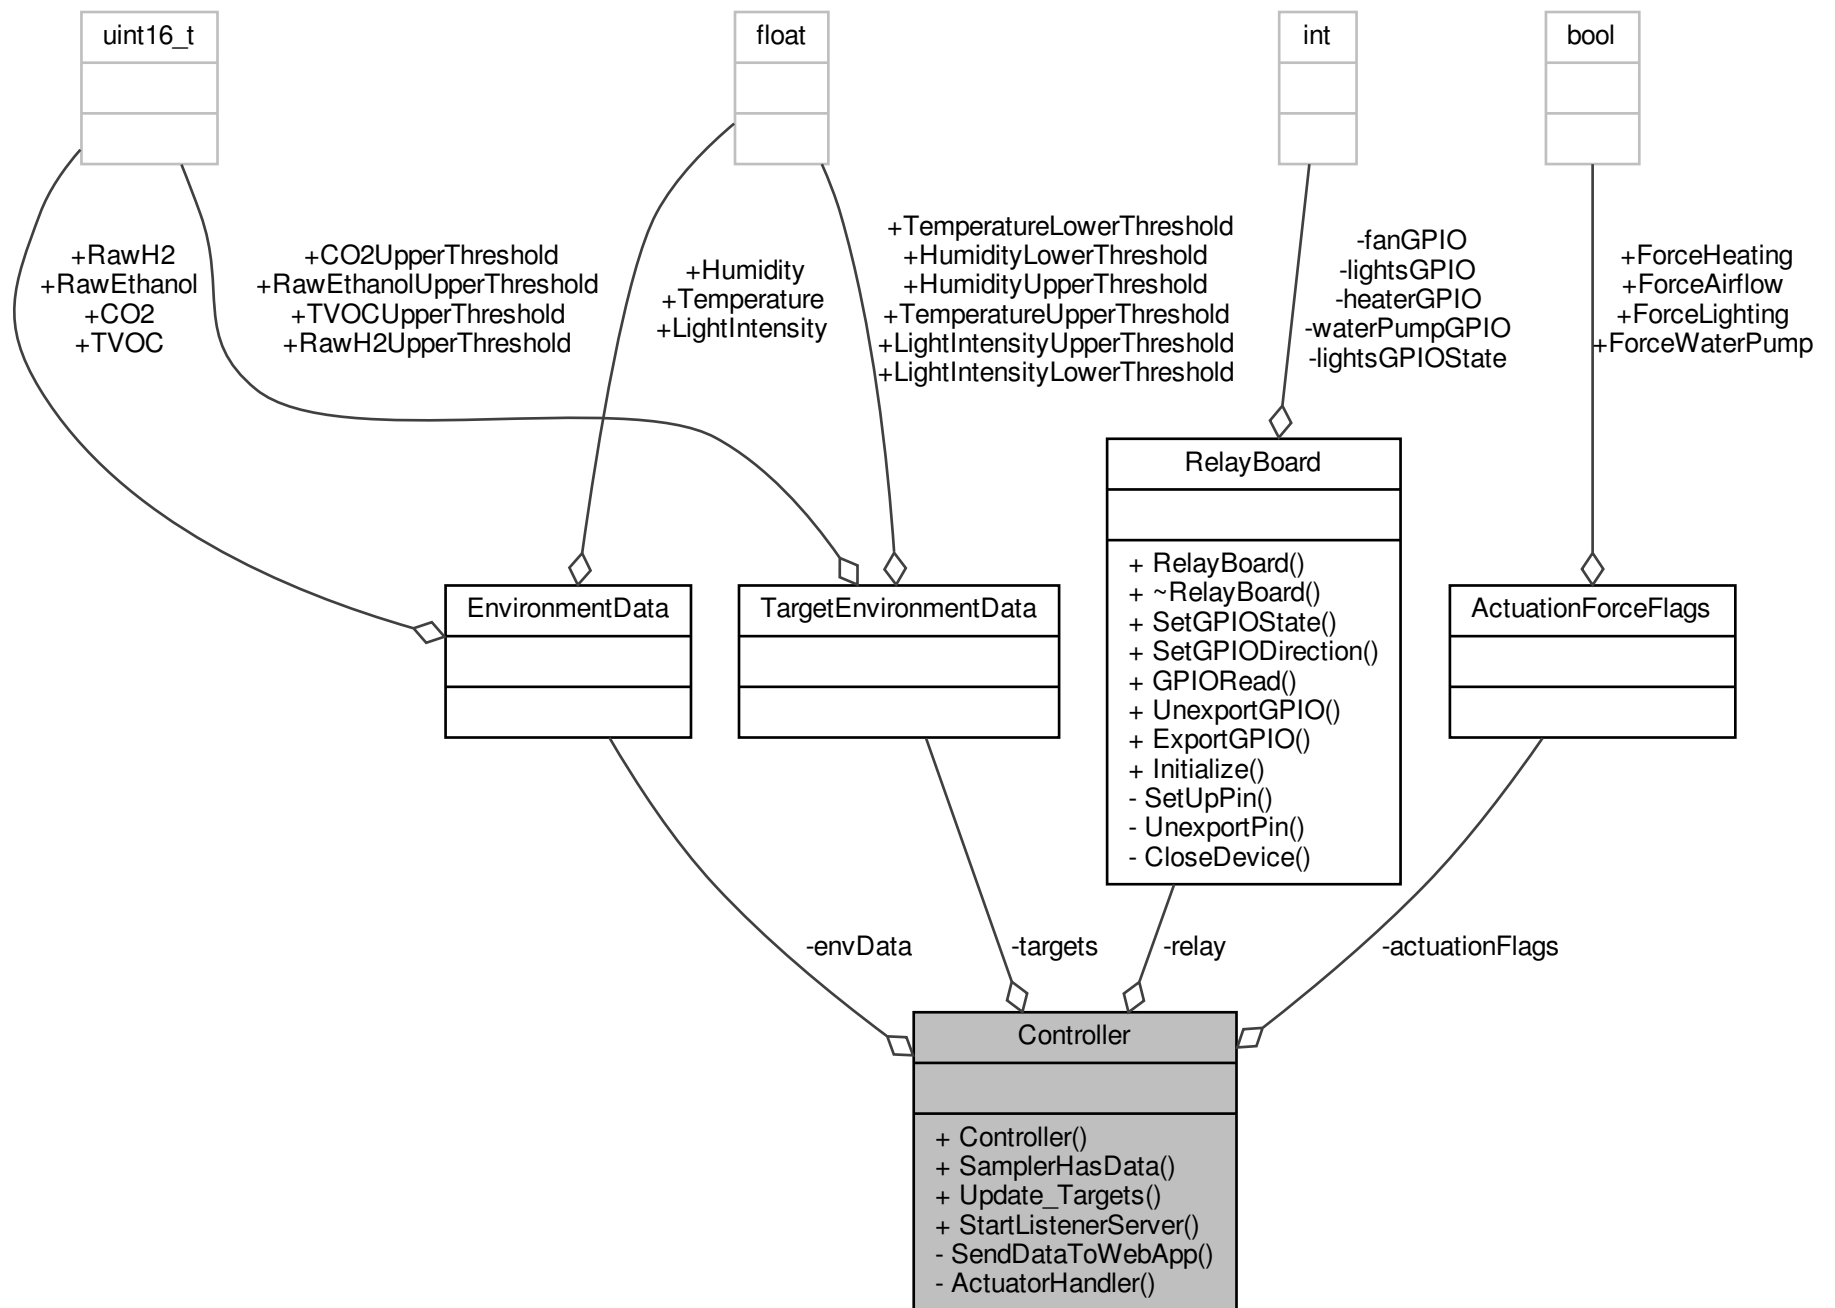 uint16_t
float
int
bool
+RawH2
+RawEthanol
+CO2
+TVOC
+CO2UpperThreshold
+RawEthanolUpperThreshold
+TVOCUpperThreshold
+RawH2UpperThreshold
+Humidity
+Temperature
+LightIntensity
+TemperatureLowerThreshold
+HumidityLowerThreshold
+HumidityUpperThreshold
+TemperatureUpperThreshold
+LightIntensityUpperThreshold
+LightIntensityLowerThreshold
-fanGPIO
-lightsGPIO
-heaterGPIO
-waterPumpGPIO
-lightsGPIOState
+ForceHeating
+ForceAirflow
+ForceLighting
+ForceWaterPump
EnvironmentData
TargetEnvironmentData
RelayBoard
+ RelayBoard()
+ ~RelayBoard()
+ SetGPIOState()
+ SetGPIODirection()
+ GPIORead()
+ UnexportGPIO()
+ ExportGPIO()
+ Initialize()
- SetUpPin()
- UnexportPin()
- CloseDevice()
ActuationForceFlags
-envData
-targets
-relay
-actuationFlags
Controller
+ Controller()
+ SamplerHasData()
+ Update_Targets()
+ StartListenerServer()
- SendDataToWebApp()
- ActuatorHandler()